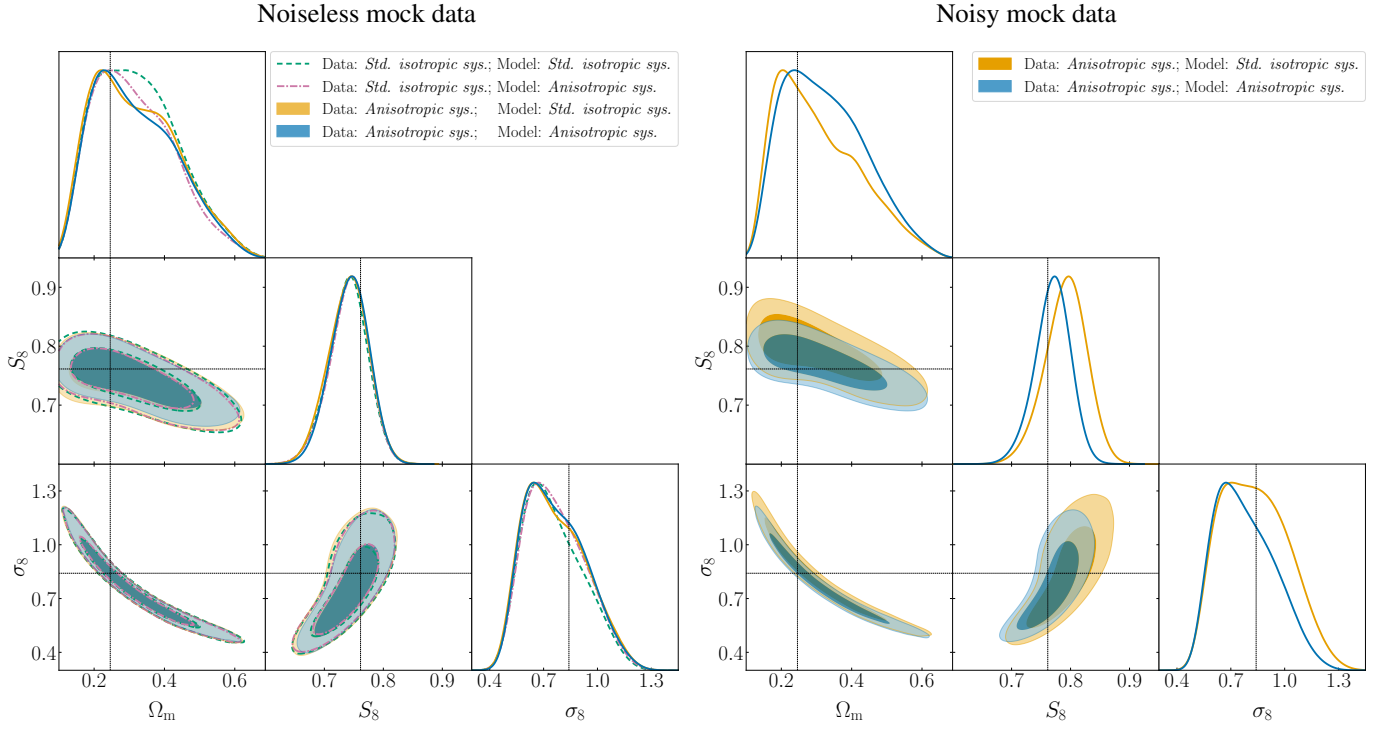 Noiseless mock data
Data: Std. isotropic sys.; Model: Std. isotropic sys.
Data: Std. isotropic sys.; Model: Anisotropic sys.
Data: Anisotropic sys.; Model: Std. isotropic sys.
Data: Anisotropic sys.; Model: Anisotropic sys.
S₈
0.9
0.8
0.7
σ₈
1.3
1.0
0.7
0.4
0.2 0.4 0.6
0.7 0.8 0.9
0.4 0.7 1.0 1.3
Ωₘ
S₈
σ₈
Noisy mock data
Data: Anisotropic sys.; Model: Std. isotropic sys.
Data: Anisotropic sys.; Model: Anisotropic sys.
S₈
0.9
0.8
0.7
σ₈
1.3
1.0
0.7
0.4
0.2 0.4 0.6
0.7 0.8 0.9
0.4 0.7 1.0 1.3
Ωₘ
S₈
σ₈